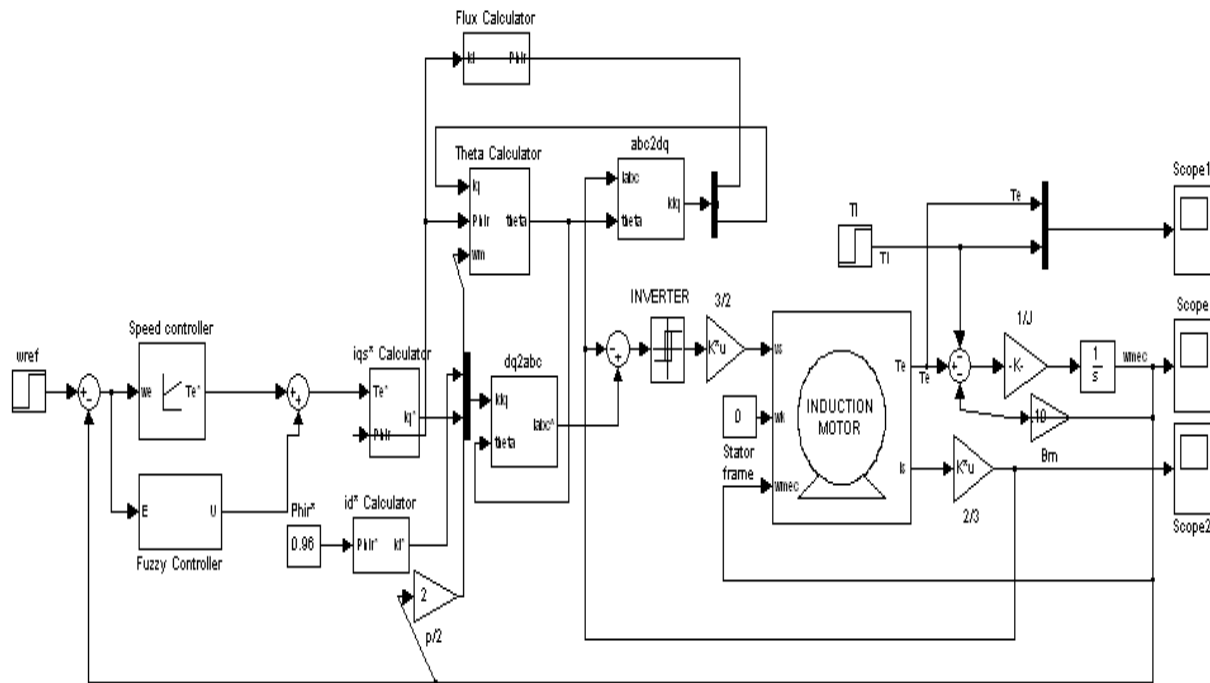 Flux Calculator
Id Phir
Theta Calculator
Iq
Phir theta
wm
abc2dq
Iabc
Idq
theta
Scope1
Te
Tl
Tl
INVERTER
3/2
K*u
1/J
-K-
1
s
wmec
Scope
wref
Speed controller
we Te*
iqs* Calculator
Te*
Iq*
Phir
dq2abc
Idq
Iabc*
theta
vs
Te
Te
INDUCTION
MOTOR
0
wk
Stator
frame
wmec
Is
K*u
2/3
.18
Bm
Scope2
E U
Fuzzy Controller
Phir*
0.96
id* Calculator
Phir* Id*
2
p/2